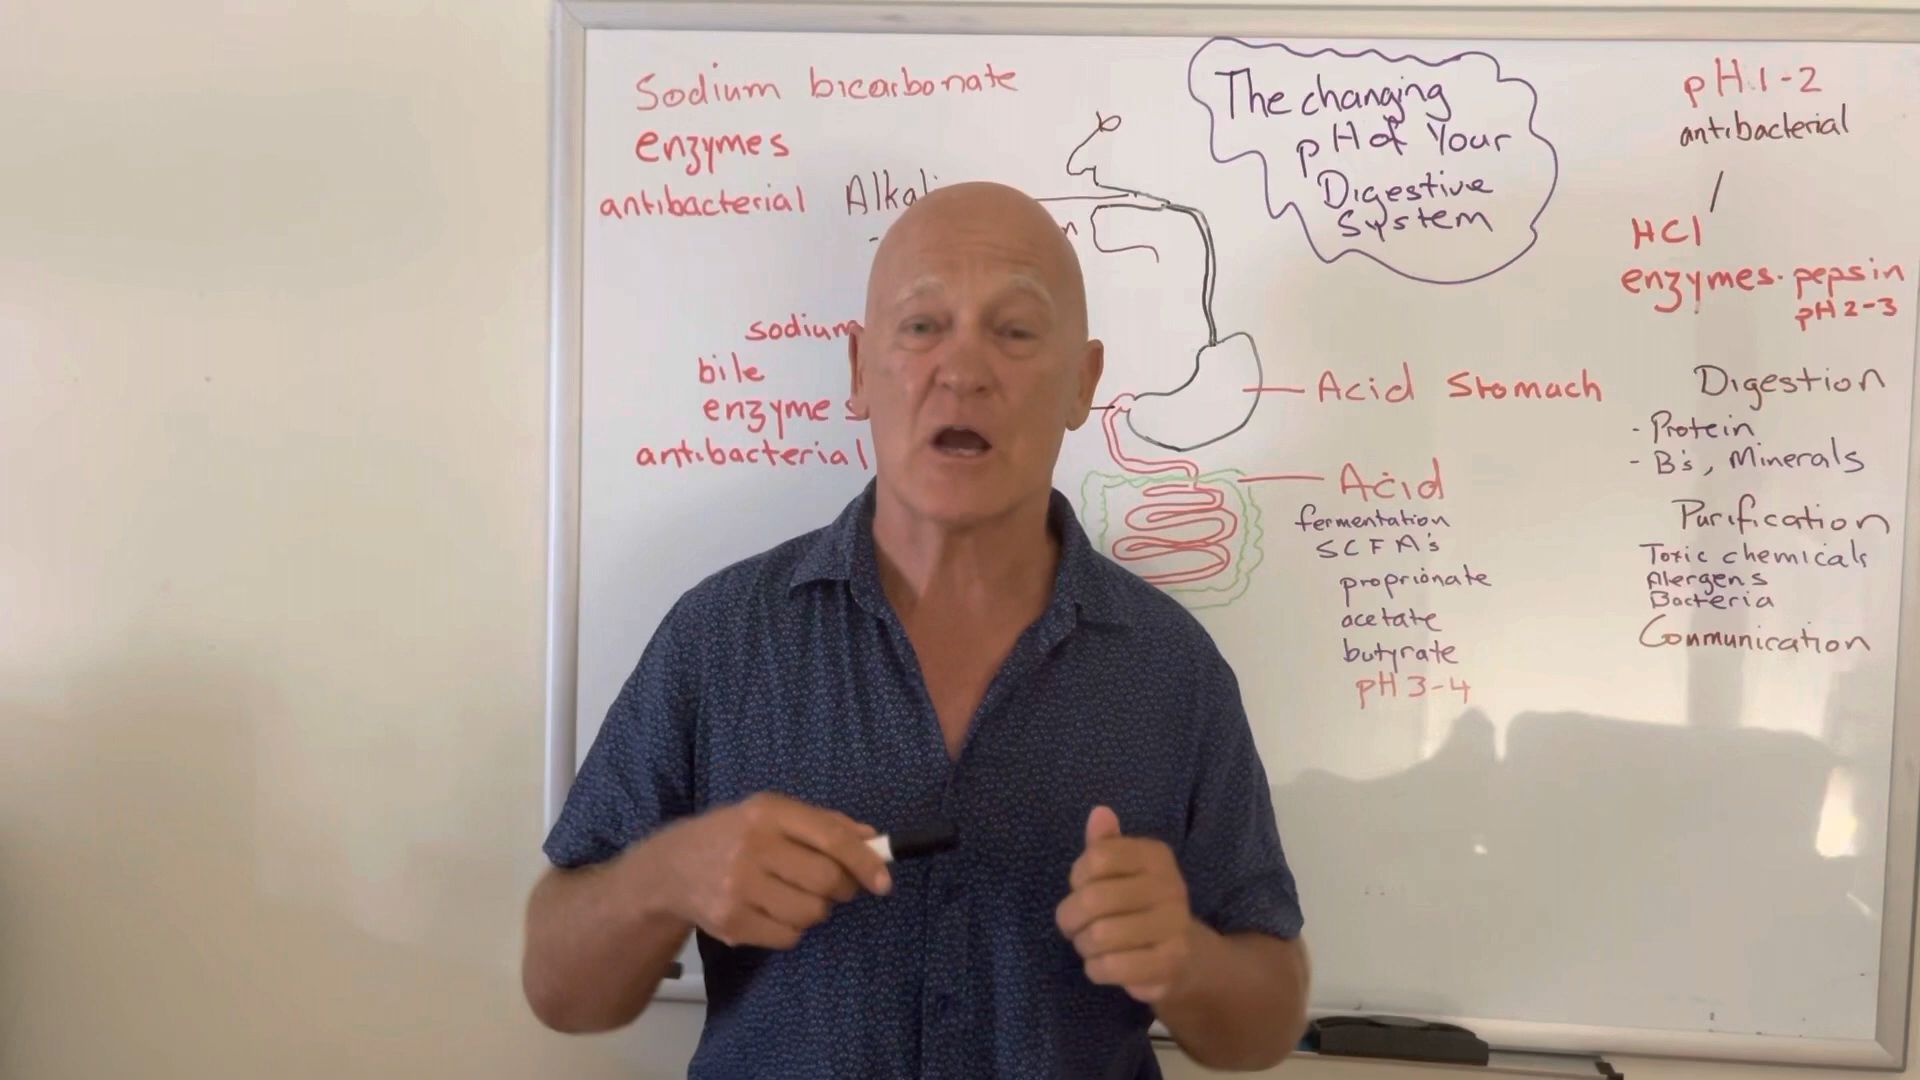 Sodium bicarbonate
enzymes
antibacterial Alkali
sodium
bile
enzymes
antibacterial
The changing
pH of Your
Digestive
System
Acid Stomach
Acid
fermentation
SCFA's
proprionate
acetate
butyrate
pH 3-4
pH 1-2
antibacterial
HCl
enzymes. pepsin
pH 2-3
Digestion
- Protein
- B's, Minerals
Purification
Toxic chemicals
Alergens
Bacteria
Communication